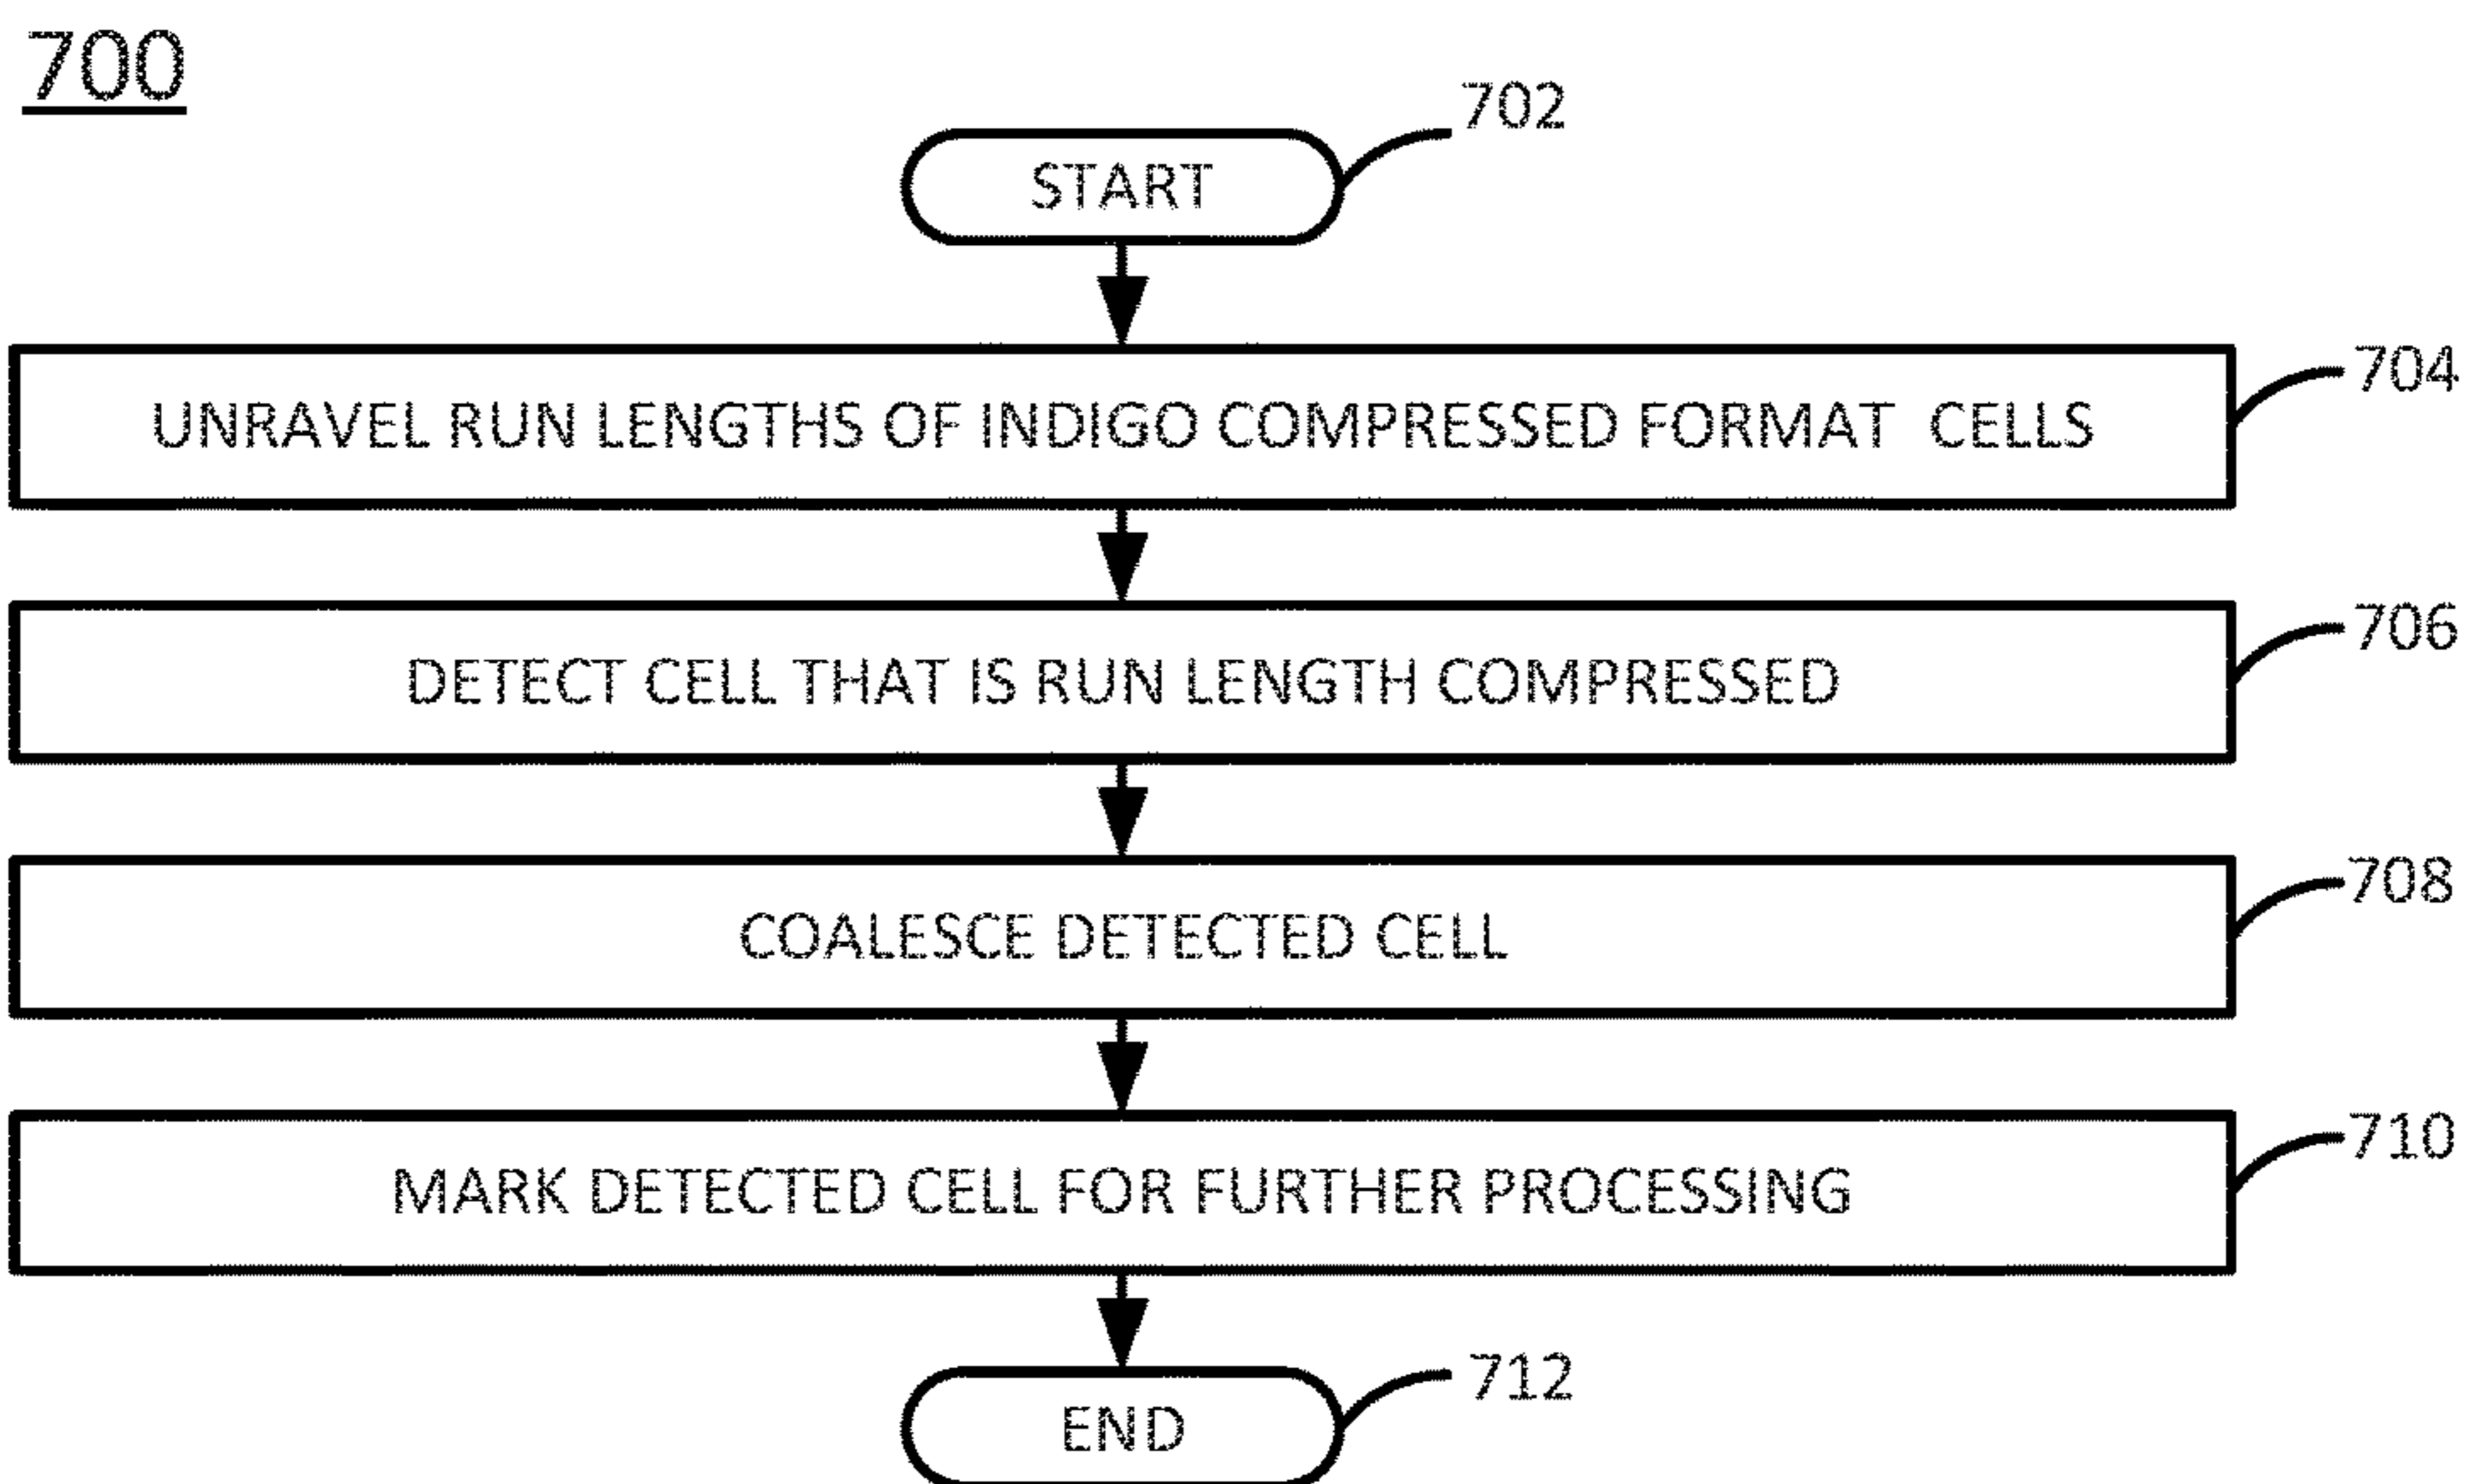 700
702
START
704
UNRAVEL RUN LENGTHS OF INDIGO COMPRESSED FORMAT CELLS
706
DETECT CELL THAT IS RUN LENGTH COMPRESSED
708
COALESCE DETECTED CELL
710
MARK DETECTED CELL FOR FURTHER PROCESSING
712
END